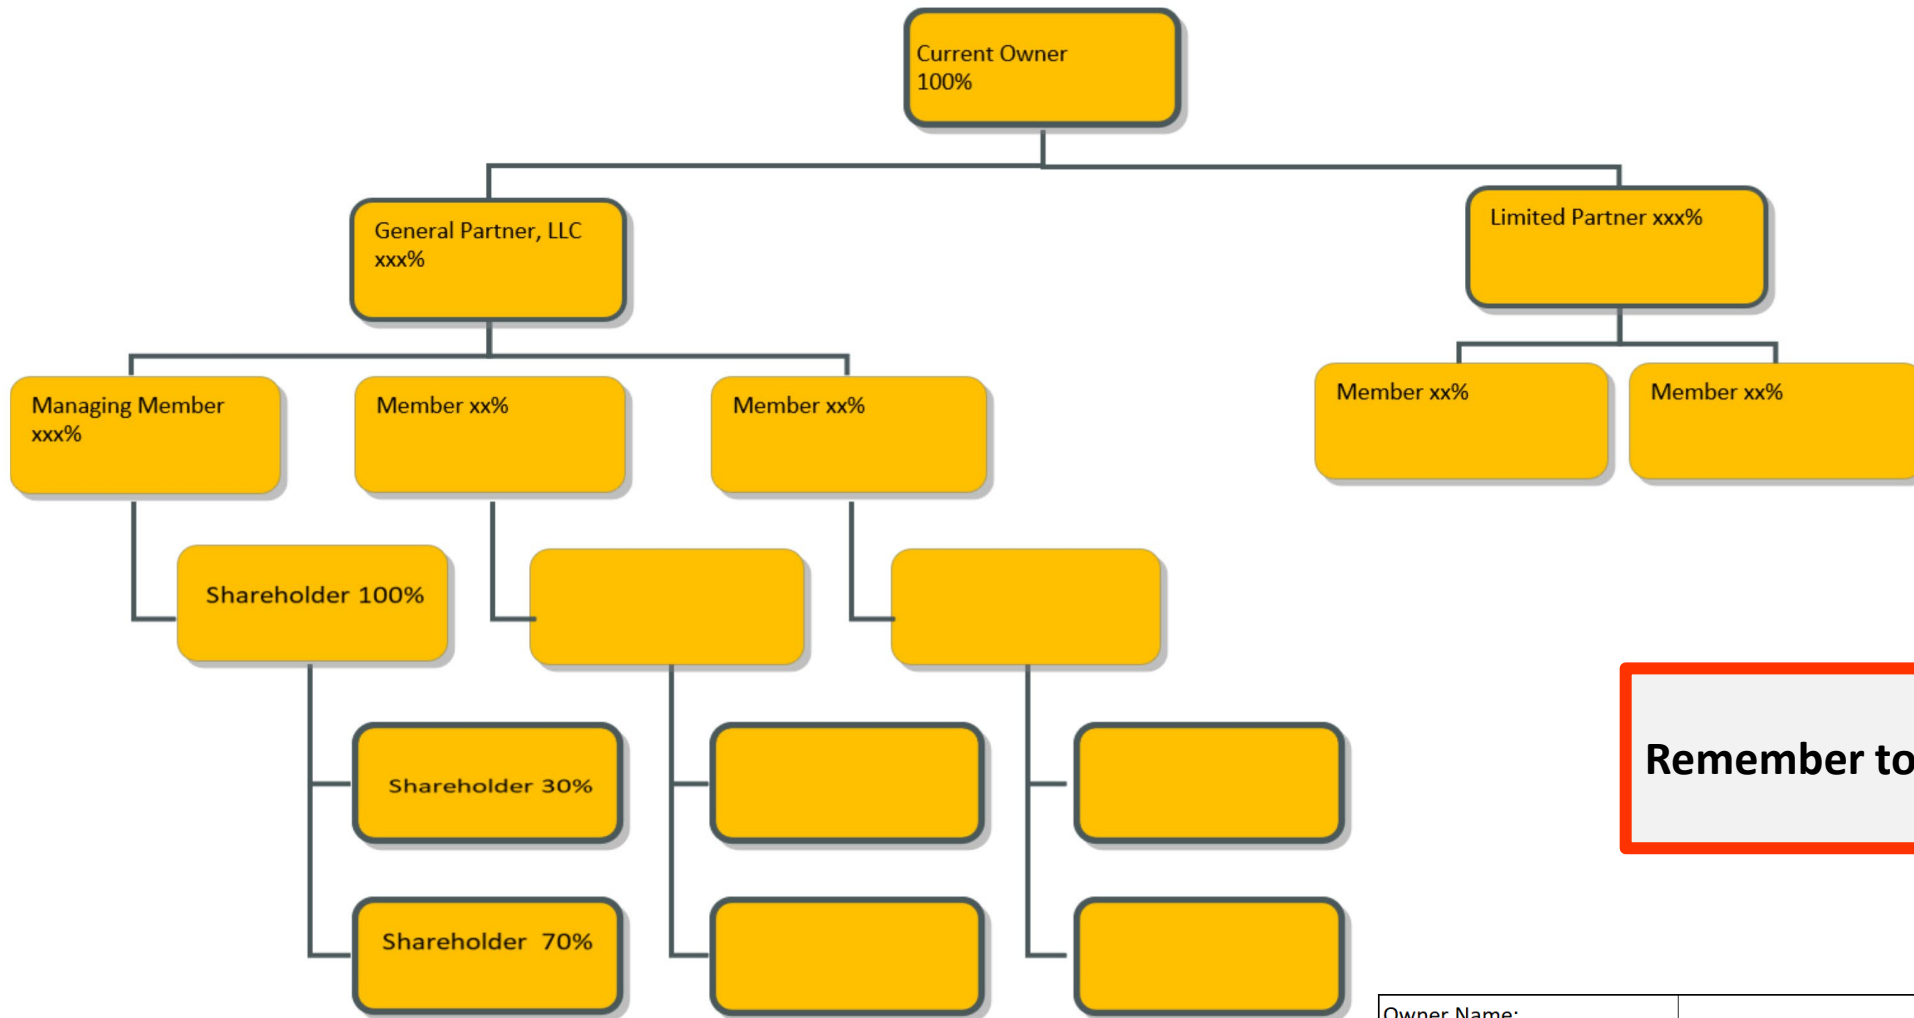 Current Owner
100%
General Partner, LLC
xxx%
Limited Partner xxx%
Managing Member
xxx%
Member xx%
Member xx%
Member xx%
Member xx%
Shareholder 100%
Shareholder 30%
Shareholder  70%
Remember to
Owner Name: